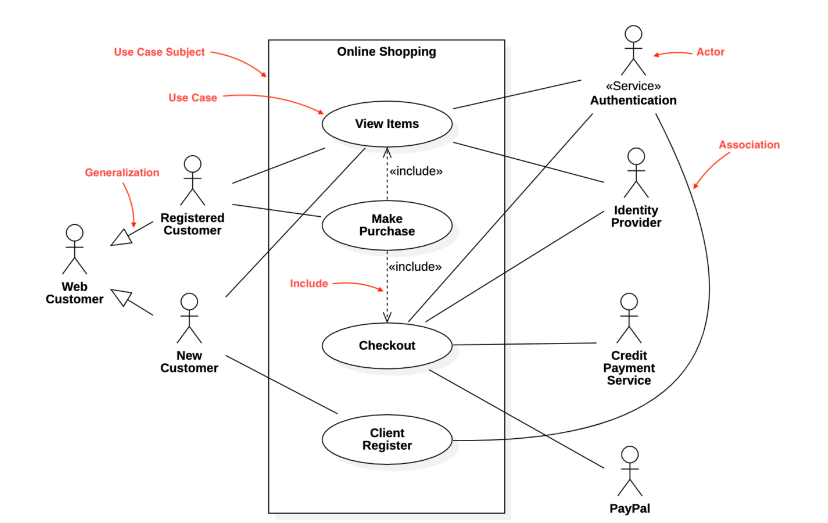 Use Case Subject
Online Shopping
Actor
«Service»
Authentication
Use Case
View Items
Association
Generalization
«include»
Registered
Customer
Make
Purchase
Identity
Provider
Web
Customer
«include»
Include
New
Customer
Checkout
Credit
Payment
Service
Client
Register
PayPal